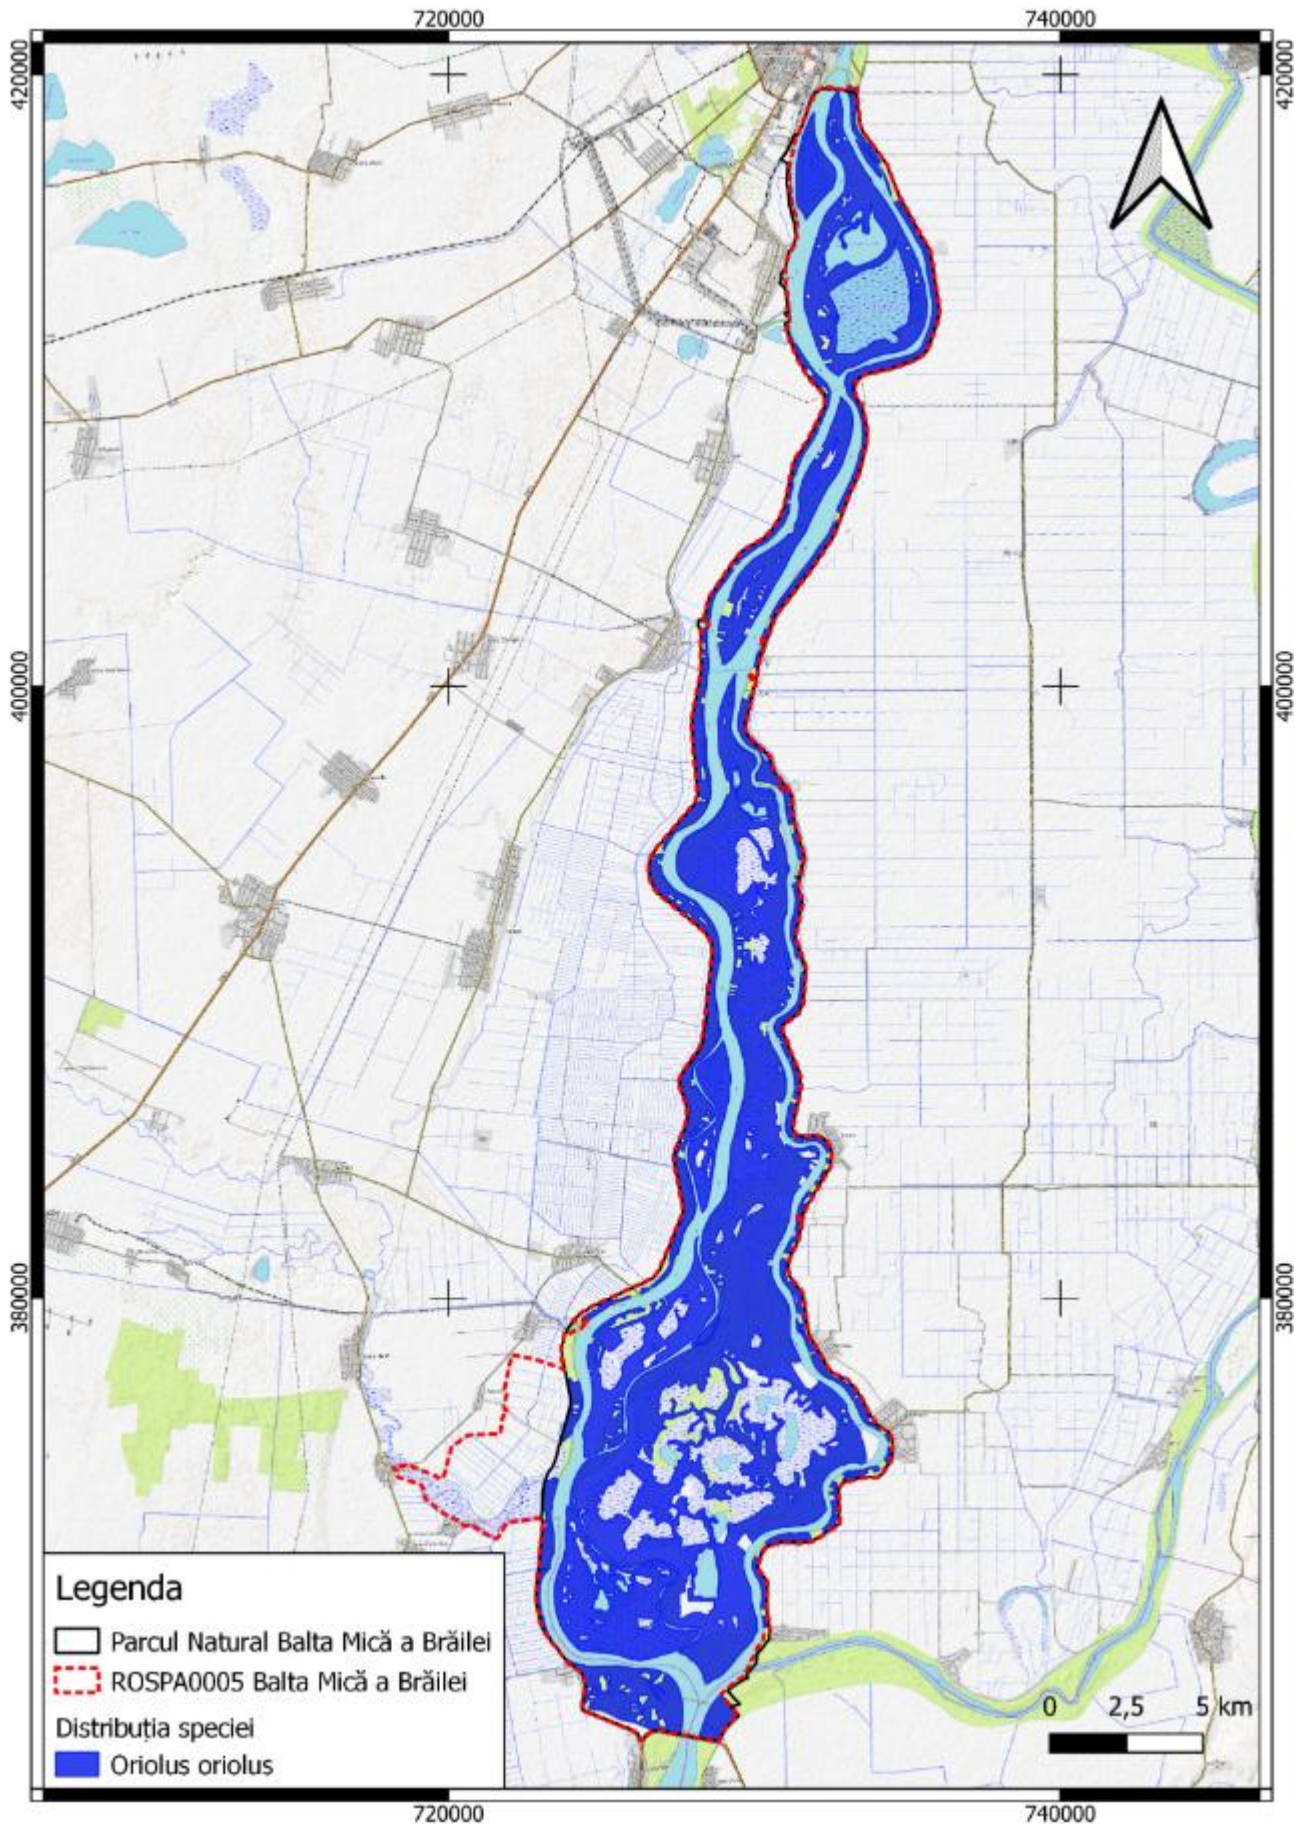 720000 740000
420000 420000
400000 400000
380000 380000
Legenda
Parcul Natural Balta Mică a Brăilei
ROSPA0005 Balta Mică a Brăilei
Distribuția speciei
Oriolus oriolus
0 2,5 5 km
720000 740000